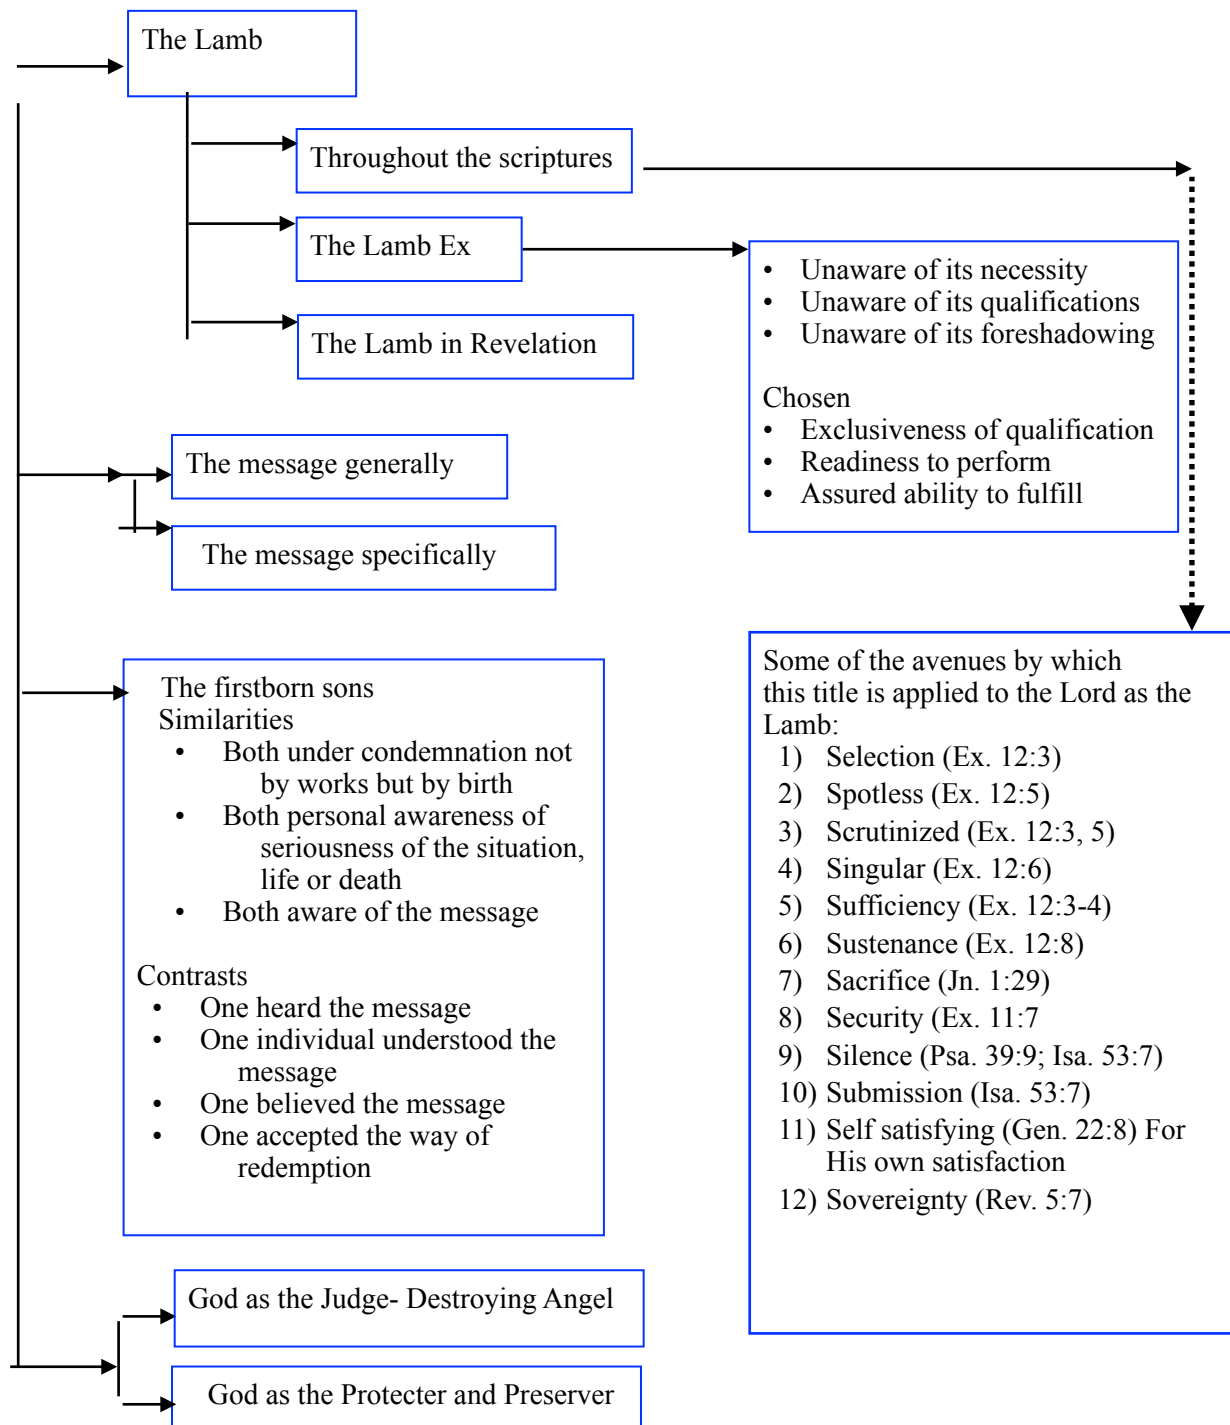 The Lamb
Throughout the scriptures
The Lamb Ex
The Lamb in Revelation
• Unaware of its necessity
• Unaware of its qualifications
• Unaware of its foreshadowing
Chosen
• Exclusiveness of qualification
• Readiness to perform
• Assured ability to fulfill
The message generally
The message specifically
The firstborn sons
Similarities
• Both under condemnation not
by works but by birth
• Both personal awareness of
seriousness of the situation,
life or death
• Both aware of the message
Contrasts
• One heard the message
• One individual understood the
message
• One believed the message
• One accepted the way of
redemption
Some of the avenues by which
this title is applied to the Lord as the
Lamb:
1) Selection (Ex. 12:3)
2) Spotless (Ex. 12:5)
3) Scrutinized (Ex. 12:3, 5)
4) Singular (Ex. 12:6)
5) Sufficiency (Ex. 12:3-4)
6) Sustenance (Ex. 12:8)
7) Sacrifice (Jn. 1:29)
8) Security (Ex. 11:7
9) Silence (Psa. 39:9; Isa. 53:7)
10) Submission (Isa. 53:7)
11) Self satisfying (Gen. 22:8) For
His own satisfaction
12) Sovereignty (Rev. 5:7)
God as the Judge- Destroying Angel
God as the Protecter and Preserver